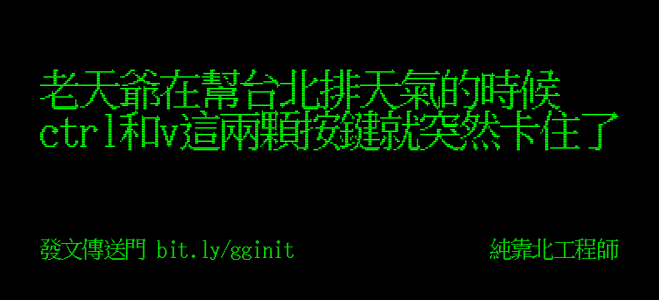 老天爺在幫台北排天氣的時候
ctrl和v這兩顆按鍵就突然卡住了
發文傳送門 bit.ly/gginit
純靠北工程師